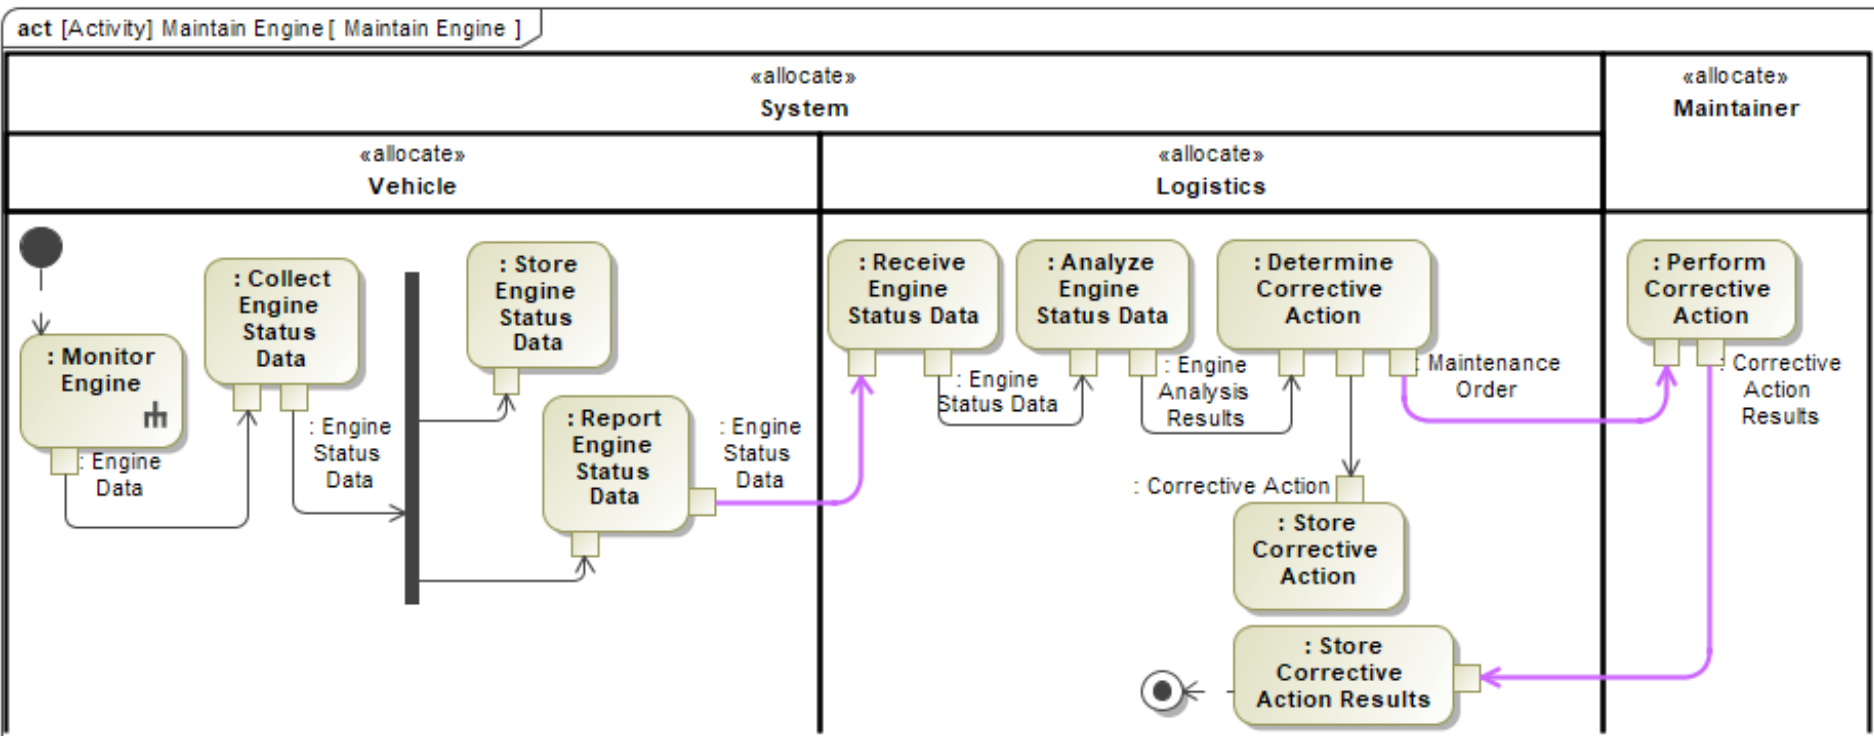 act [Activity] Maintain Engine [ Maintain Engine ]
«allocate»
System
«allocate»
Maintainer
«allocate»
Vehicle
«allocate»
Logistics
: Monitor
Engine
: Engine
Data
: Collect
Engine
Status
Data
: Engine
Status
Data
: Store
Engine
Status
Data
: Report
Engine
Status
Data
: Engine
Status
Data
: Receive
Engine
Status Data
: Engine
Status Data
: Analyze
Engine
Status Data
: Engine
Analysis
Results
: Determine
Corrective
Action
: Maintenance
Order
: Corrective Action
: Store
Corrective
Action
: Perform
Corrective
Action
: Corrective
Action
Results
: Store
Corrective
Action Results